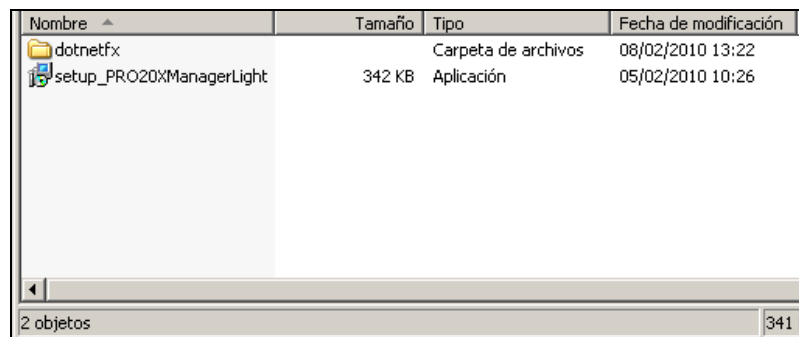 Nombre Tamaño Tipo Fecha de modificación
dotnetfx Carpeta de archivos 08/02/2010 13:22
setup_PRO20XManagerLight 342 KB Aplicación 05/02/2010 10:26
2 objetos 341